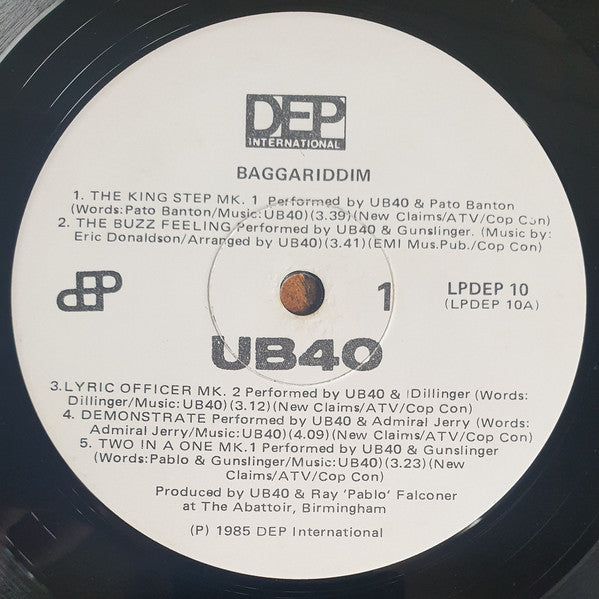 DEP
INTERNATIONAL
BAGGARIDDIM
1. THE KING STEP MK. 1 Performed by UB40 & Pato Banton
(Words:Pato Banton/Music:UB40)(3.39)(New Claims/ATV/Cop Con)
2. THE BUZZ FEELING Performed by UB40 & Gunslinger. (Music by:
Eric Donaldson/Arranged by UB40)(3.41)(EMI Mus.Pub./Cop Con)
dep
1
LPDEP 10
(LPDEP 10A)
UB40
3.LYRIC OFFICER MK. 2 Performed by UB40 & Dillinger (Words:
Dillinger/Music:UB40)(3.12)(New Claims/ATV/Cop Con)
4. DEMONSTRATE Performed by UB40 & Admiral Jerry (Words:
Admiral Jerry/Music:UB40)(4.09)(New Claims/ATV/Cop Con)
5. TWO IN A ONE MK.1 Performed by UB40 & Gunslinger
(Words:Pablo & Gunslinger/Music:UB40)(3.23)(New
Claims/ATV/Cop Con)
Produced by UB40 & Ray 'Pablo' Falconer
at The Abattoir, Birmingham
(P) 1985 DEP International